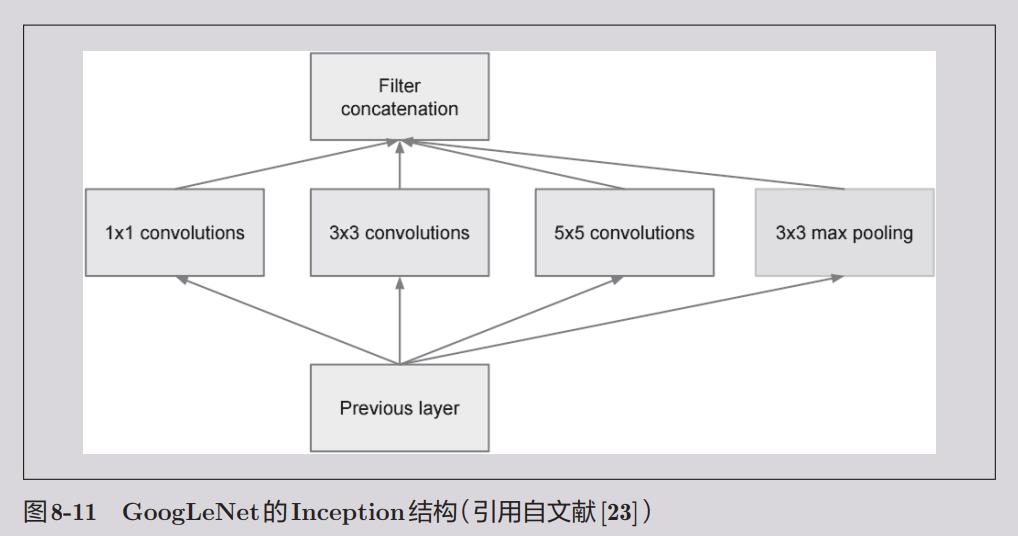 Filter
concatenation
1x1 convolutions
3x3 convolutions
5x5 convolutions
3x3 max pooling
Previous layer
图8-11 GoogLeNet的Inception结构(引用自文献[23])